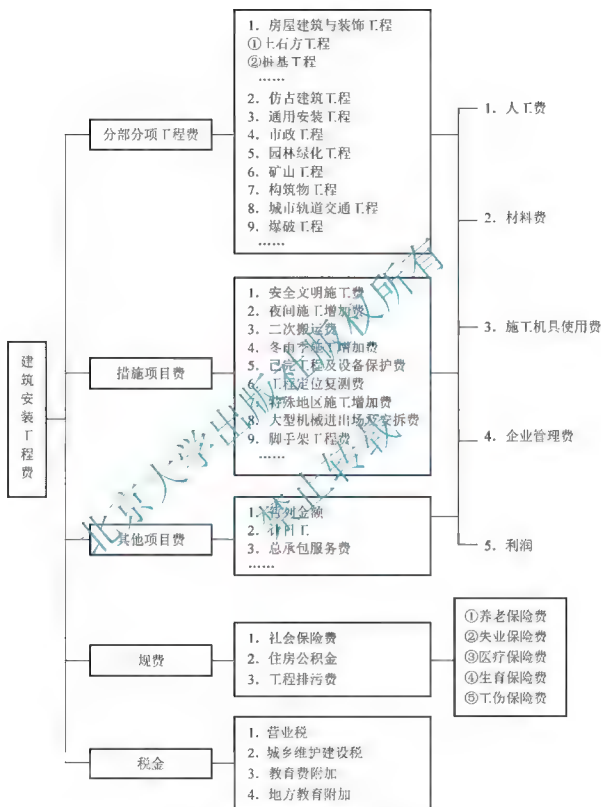 建筑安装工程费
分部分项工程费
1. 房屋建筑与装饰工程
①土石方工程
②桩基工程
……
2. 仿古建筑工程
3. 通用安装工程
4. 市政工程
5. 园林绿化工程
6. 矿山工程
7. 构筑物工程
8. 城市轨道交通工程
9. 爆破工程
……
措施项目费
1. 安全文明施工费
2. 夜间施工增加费
3. 二次搬运费
4. 冬雨季施工增加费
5. 已完工程及设备保护费
6. 工程定位复测费
7. 特殊地区施工增加费
8. 大型机械进出场及安拆费
9. 脚手架工程费
……
其他项目费
1. 暂列金额
2. 计日工
3. 总承包服务费
……
1. 人工费
2. 材料费
3. 施工机具使用费
4. 企业管理费
5. 利润
规费
1. 社会保险费
2. 住房公积金
3. 工程排污费
①养老保险费
②失业保险费
③医疗保险费
④生育保险费
⑤工伤保险费
税金
1. 营业税
2. 城乡维护建设税
3. 教育费附加
4. 地方教育附加
北京大学出版社版权所有
禁止转载